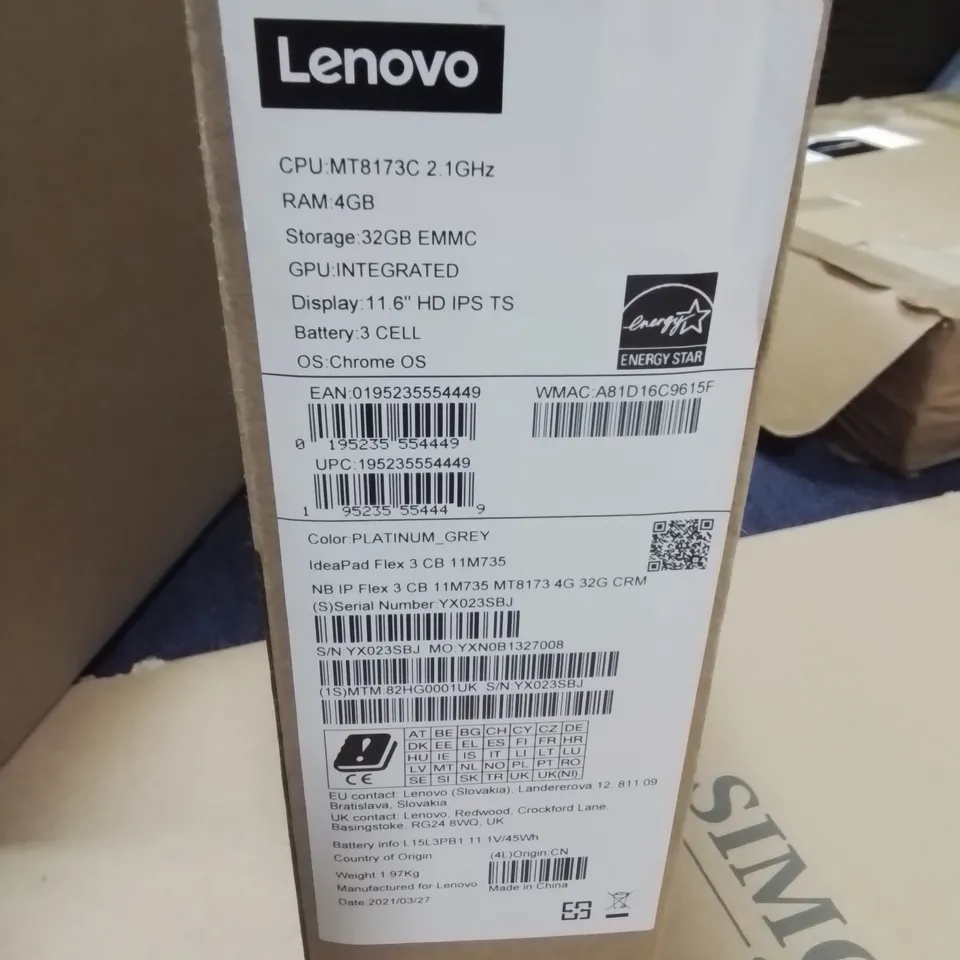 Lenovo
CPU:MT8173C 2.1GHz
RAM:4GB
Storage:32GB EMMC
GPU:INTEGRATED
Display:11.6" HD IPS TS
Battery:3 CELL
OS:Chrome OS
energy
ENERGY STAR
EAN:0195235554449
WMAC:A81D16C9615F
0 195235 554449
UPC:195235554449
1 95235 55444 9
Color:PLATINUM_GREY
IdeaPad Flex 3 CB 11M735
NB IP Flex 3 CB 11M735 MT8173 4G 32G CRM
(S)Serial Number:YX023SBJ
S/N:YX023SBJ MO:YXN0B1327008
(1S)MTM:82HG0001UK S/N:YX023SBJ
AT BE BG CH CY CZ DE
DK EE EL ES FI FR HR
HU IE IS IT LI LT LU
LV MT NL NO PL PT RO
SE SI SK TR UK UK(NI)
CE
EU contact: Lenovo (Slovakia), Landererova 12, 811 09
Bratislava, Slovakia
UK contact: Lenovo, Redwood, Crockford Lane,
Basingstoke, RG24 8WQ, UK
Battery info L15L3PB1 11.1V/45Wh
Country of Origin
(4L)Origin:CN
Weight 1.97Kg
Manufactured for Lenovo
Made in China
Date 2021/03/27